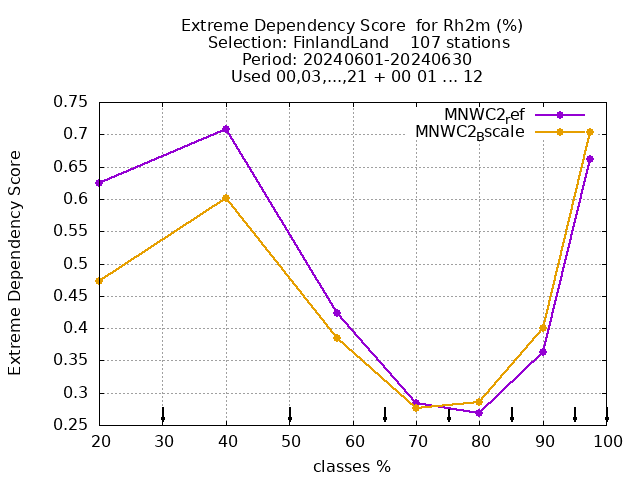 Extreme Dependency Score  for Rh2m (%)
Selection: FinlandLand    107 stations
Period: 20240601-20240630
Used 00,03,...,21 + 00 01 ... 12
MNWC2ref
MNWC2Bscale
Extreme Dependency Score
0.75
0.7
0.65
0.6
0.55
0.5
0.45
0.4
0.35
0.3
0.25
20 30 40 50 60 70 80 90 100
classes %